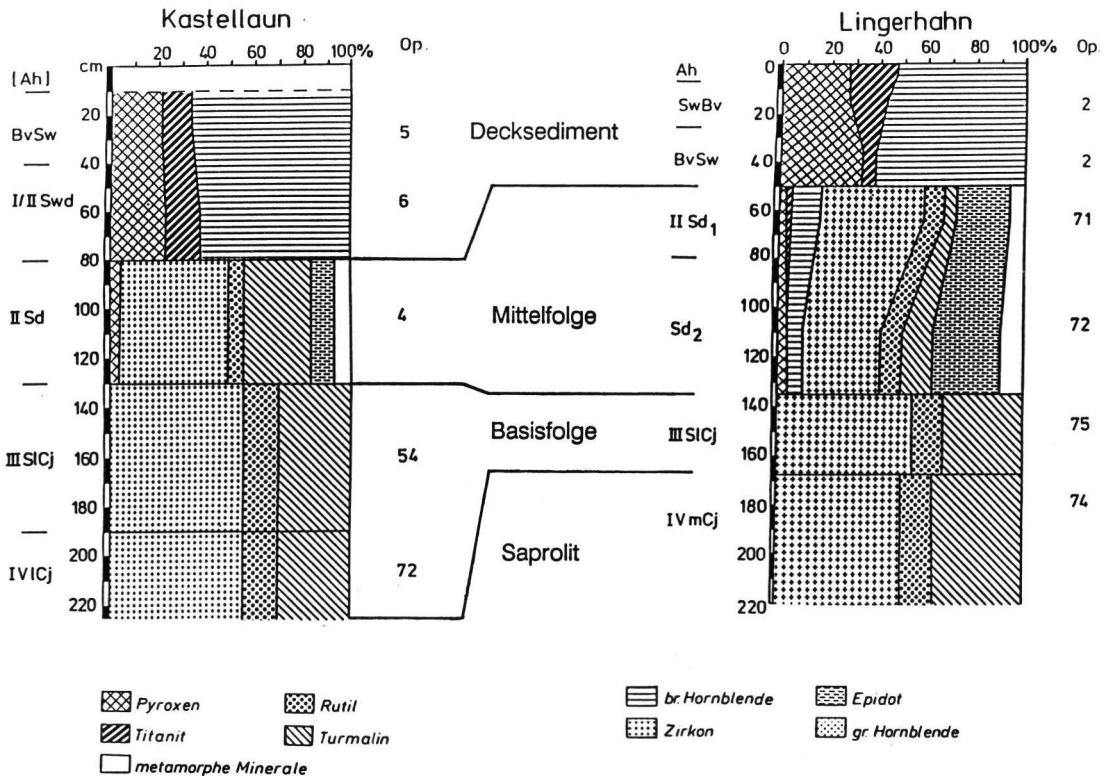 Kastellaun
20 40 60 80 100% Op.
cm
[Ah]
BvSw
I/II Swd
II Sd
III SlCj
IV lCj
20
40
60
80
100
120
140
160
180
200
220
5
6
4
54
72
Decksediment
Mittelfolge
Basisfolge
Saprolit
Lingerhahn
0 20 40 60 80 100% Op.
Ah
SwBv
BvSw
II Sd1
Sd2
III SlCj
IV mCj
0
20
40
60
80
100
120
140
160
180
200
220
2
2
71
72
75
74
Pyroxen
Rutil
Titanit
Turmalin
metamorphe Minerale
br. Hornblende
Epidot
Zirkon
gr. Hornblende